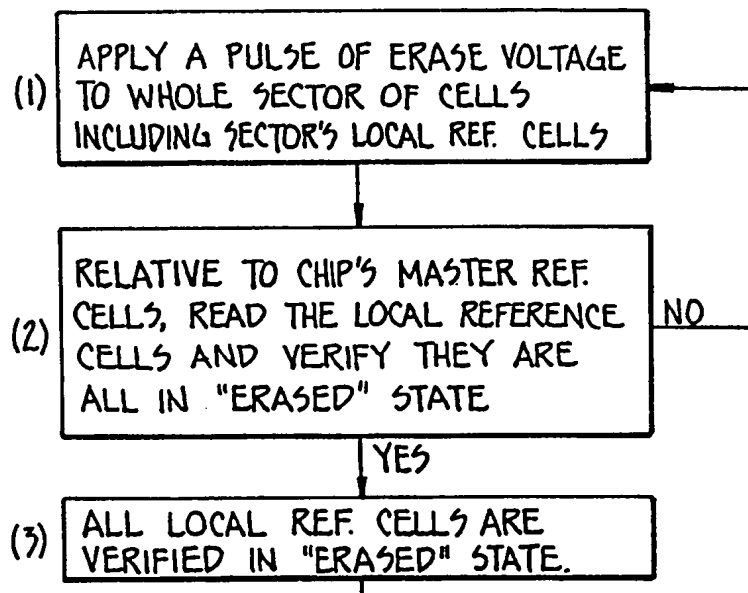 (1)
APPLY A PULSE OF ERASE VOLTAGE
TO WHOLE SECTOR OF CELLS
INCLUDING SECTOR'S LOCAL REF. CELLS
(2)
RELATIVE TO CHIP'S MASTER REF.
CELLS, READ THE LOCAL REFERENCE
CELLS AND VERIFY THEY ARE
ALL IN "ERASED" STATE
NO
YES
(3)
ALL LOCAL REF. CELLS ARE
VERIFIED IN "ERASED" STATE.